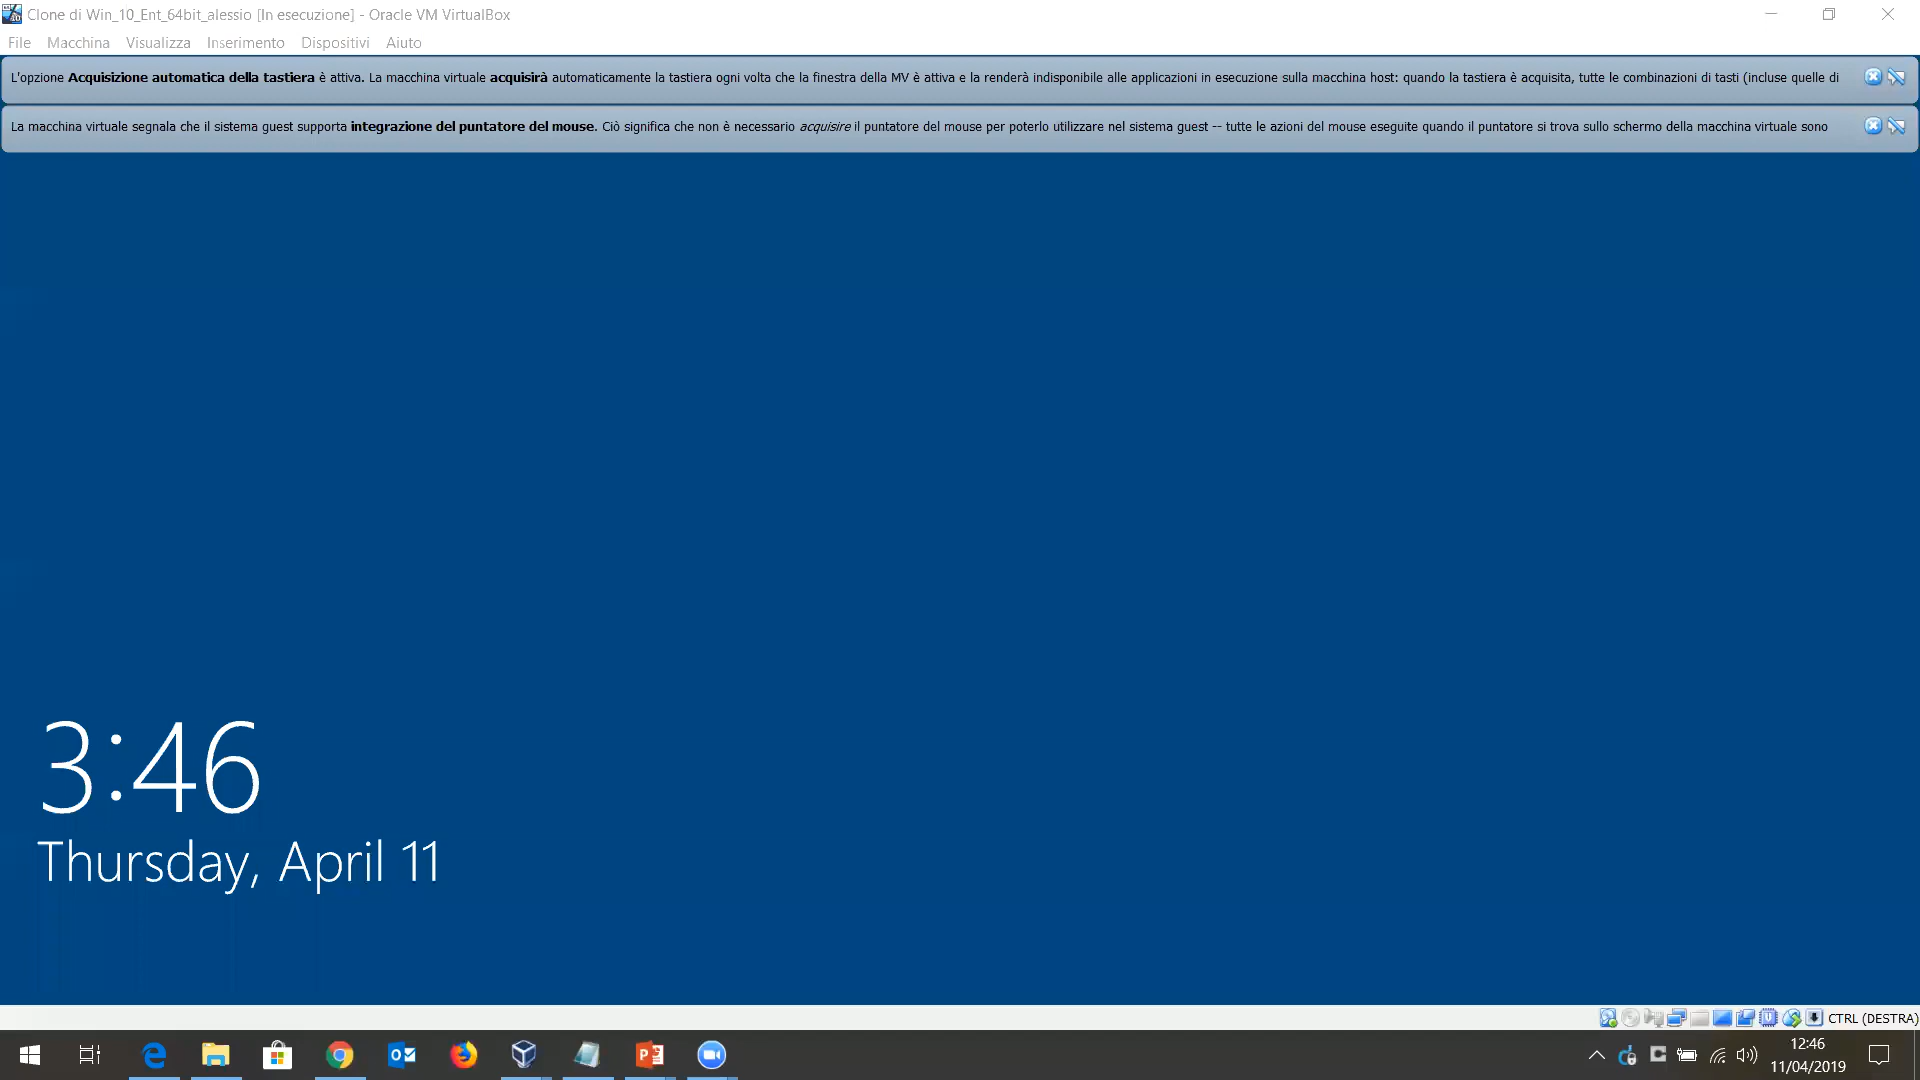 Clone di Win_10_Ent_64bit_alessio [In esecuzione] - Oracle VM VirtualBox
File Macchina Visualizza Inserimento Dispositivi Aiuto
L'opzione Acquisizione automatica della tastiera è attiva. La macchina virtuale acquisirà automaticamente la tastiera ogni volta che la finestra della MV è attiva e la renderà indisponibile alle applicazioni in esecuzione sulla macchina host: quando la tastiera è acquisita, tutte le combinazioni di tasti (incluse quelle di
La macchina virtuale segnala che il sistema guest supporta integrazione del puntatore del mouse. Ciò significa che non è necessario acquisire il puntatore del mouse per poterlo utilizzare nel sistema guest -- tutte le azioni del mouse eseguite quando il puntatore si trova sullo schermo della macchina virtuale sono
3:46
Thursday, April 11
CTRL (DESTRA)
12:46
11/04/2019